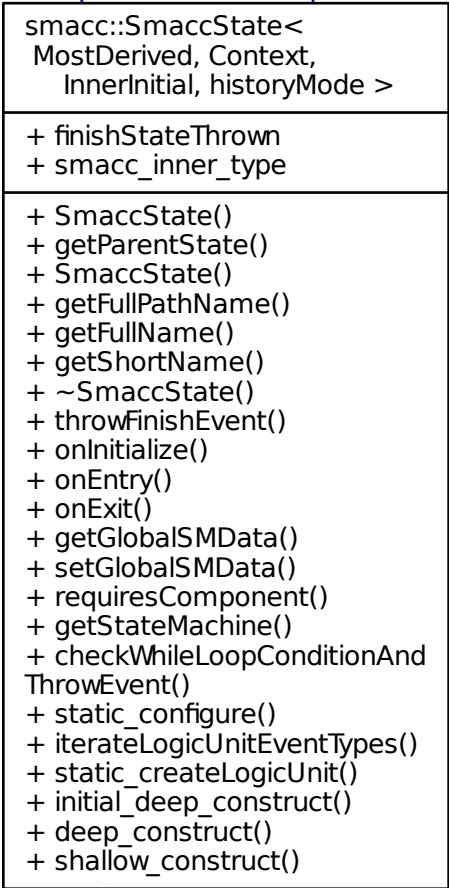 smacc::SmaccState<
MostDerived, Context,
InnerInitial, historyMode >
+ finishStateThrown
+ smacc_inner_type
+ SmaccState()
+ getParentState()
+ SmaccState()
+ getFullPathName()
+ getFullName()
+ getShortName()
+ ~SmaccState()
+ throwFinishEvent()
+ onInitialize()
+ onEntry()
+ onExit()
+ getGlobalSMData()
+ setGlobalSMData()
+ requiresComponent()
+ getStateMachine()
+ checkWhileLoopConditionAnd
ThrowEvent()
+ static_configure()
+ iterateLogicUnitEventTypes()
+ static_createLogicUnit()
+ initial_deep_construct()
+ deep_construct()
+ shallow_construct()